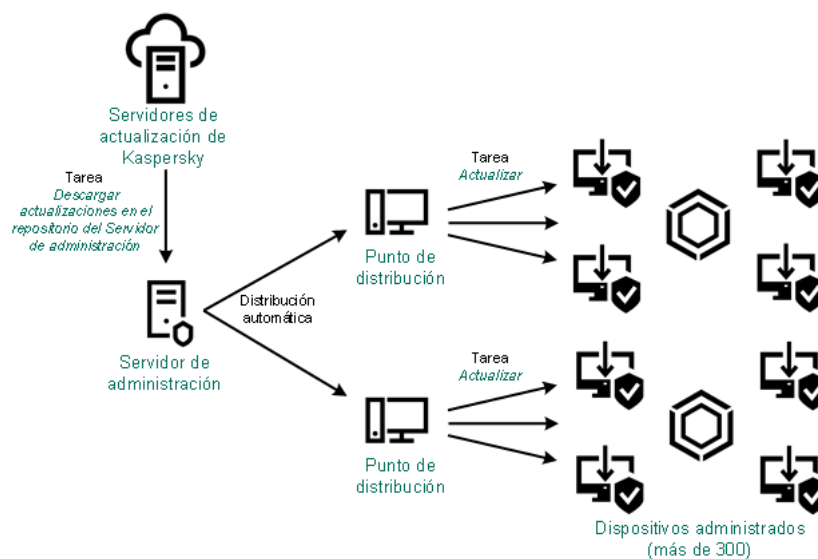 Servidores de
actualización de
Kaspersky
Tarea
Descargar
actualizaciones en el
repositorio del Servidor
de administración
Servidor de
administración
Distribución
automática
Punto de
distribución
Tarea
Actualizar
Punto de
distribución
Tarea
Actualizar
Dispositivos administrados
(más de 300)